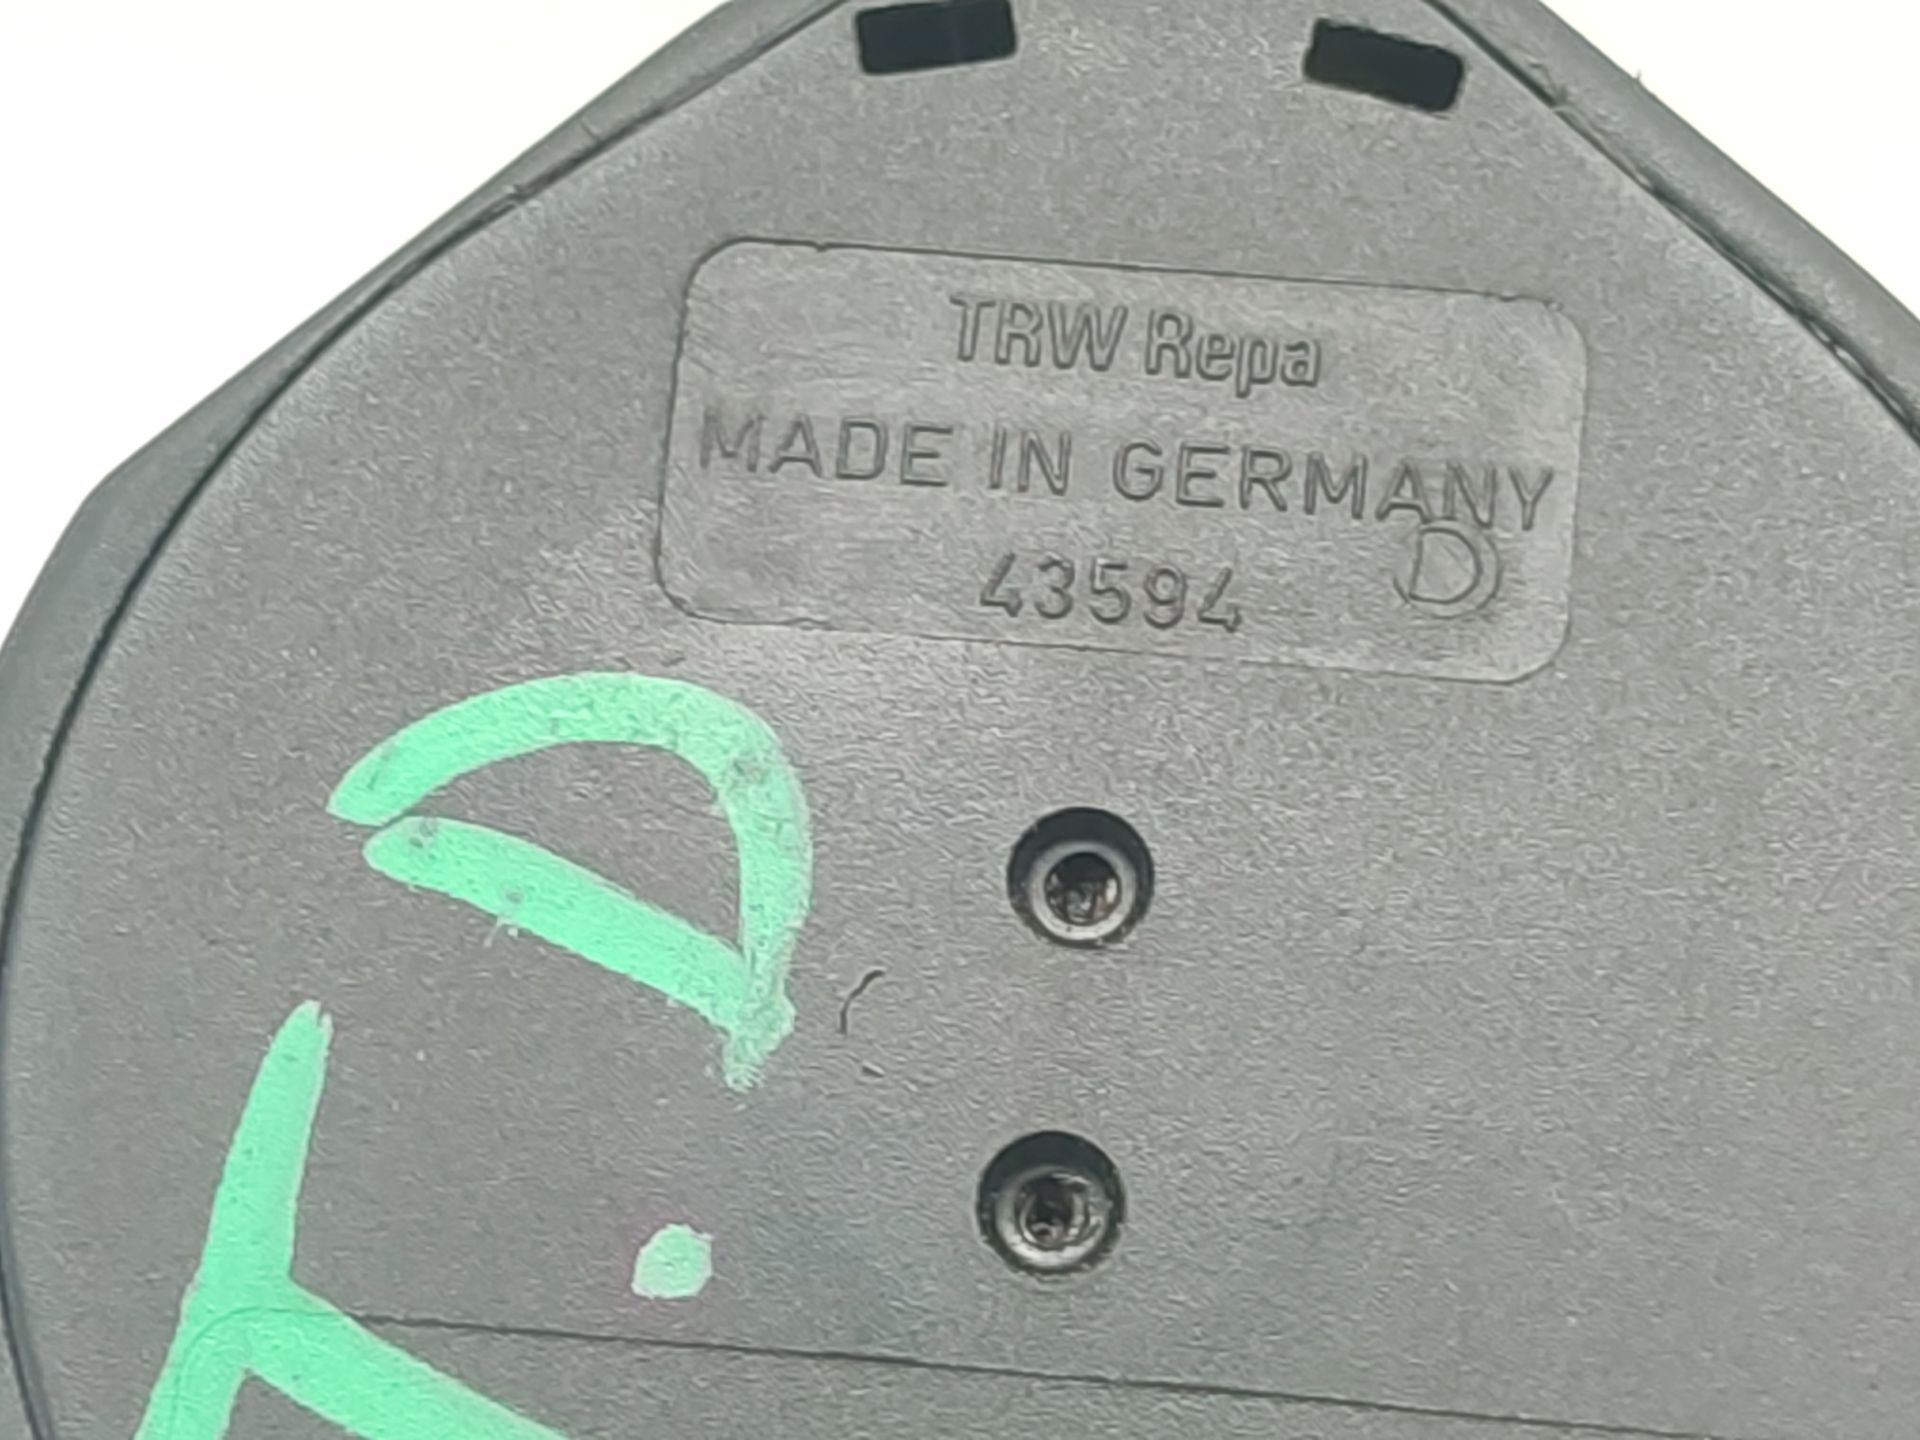 TRW Repa
MADE IN GERMANY
43594 D
D
T.